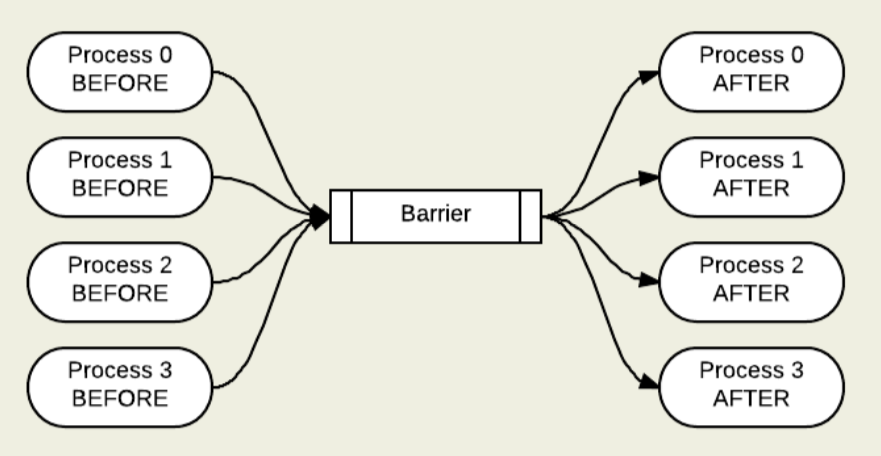 Process 0
BEFORE
Process 1
BEFORE
Process 2
BEFORE
Process 3
BEFORE
Barrier
Process 0
AFTER
Process 1
AFTER
Process 2
AFTER
Process 3
AFTER